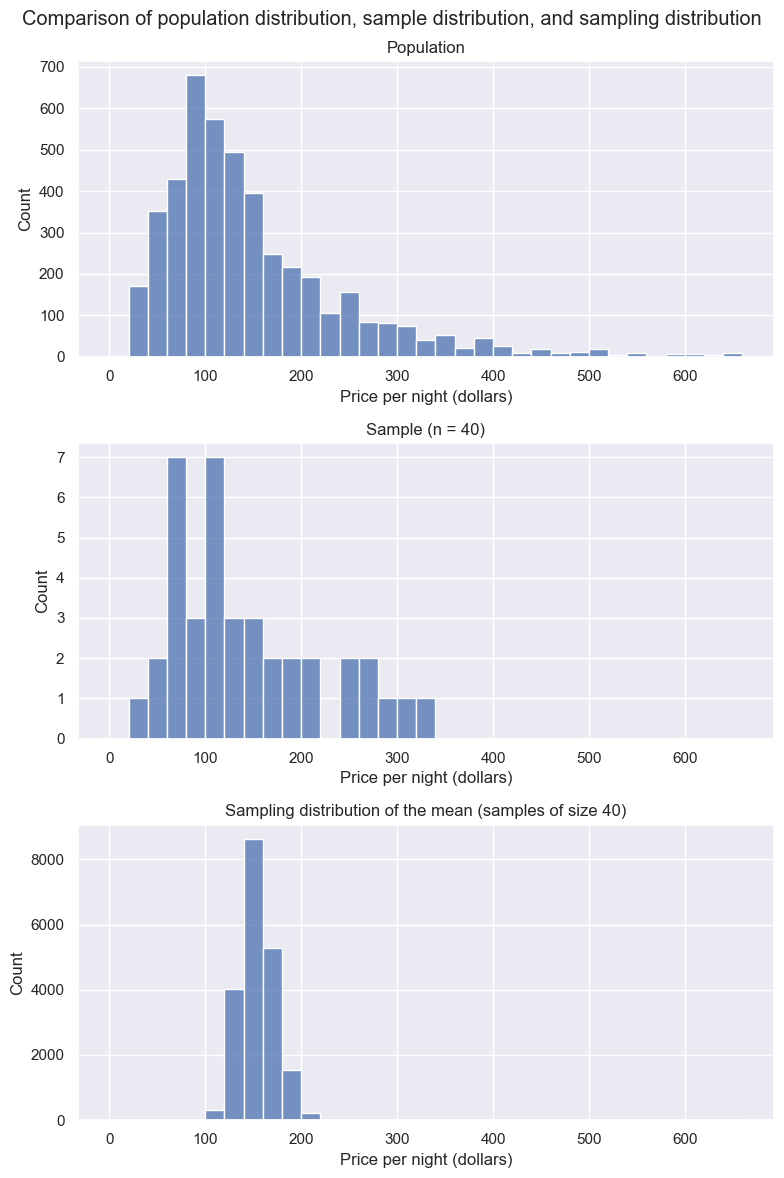 Comparison of population distribution, sample distribution, and sampling distribution
Population
700
600
500
400
300
200
100
0
Count
0 100 200 300 400 500 600
Price per night (dollars)
Sample (n = 40)
7
6
5
4
3
2
1
0
Count
0 100 200 300 400 500 600
Price per night (dollars)
Sampling distribution of the mean (samples of size 40)
8000
6000
4000
2000
0
Count
0 100 200 300 400 500 600
Price per night (dollars)